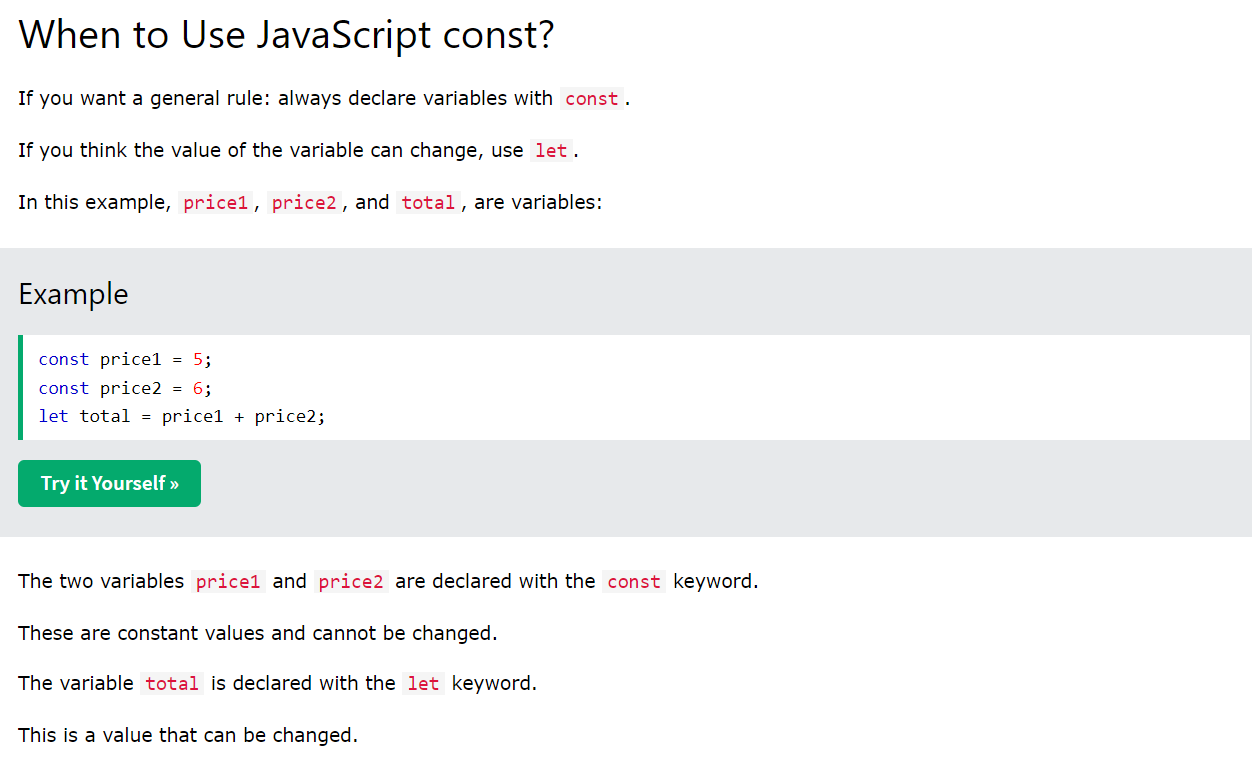 When to Use JavaScript const?
If you want a general rule: always declare variables with const.
If you think the value of the variable can change, use let.
In this example, price1, price2, and total, are variables:
Example
const price1 = 5;
const price2 = 6;
let total = price1 + price2;
Try it Yourself »
The two variables price1 and price2 are declared with the const keyword.
These are constant values and cannot be changed.
The variable total is declared with the let keyword.
This is a value that can be changed.